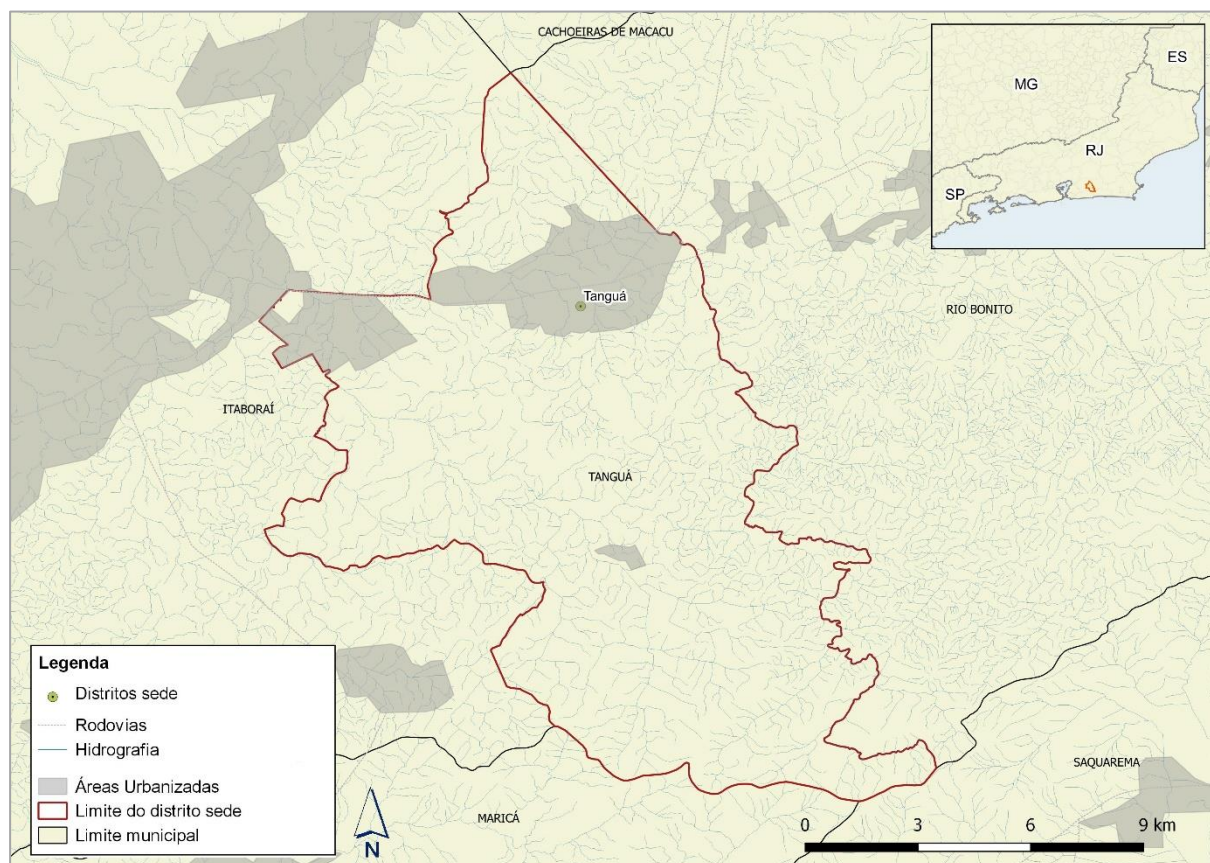 CACHOEIRAS DE MACACU
ES
MG
RJ
SP
Tanguá
RIO BONITO
ITABORAÍ
TANGUÁ
Legenda
Distritos sede
Rodovias
Hidrografia
Áreas Urbanizadas
Limite do distrito sede
Limite municipal
N
MARICÁ
SAQUAREMA
0 3 6 9 km